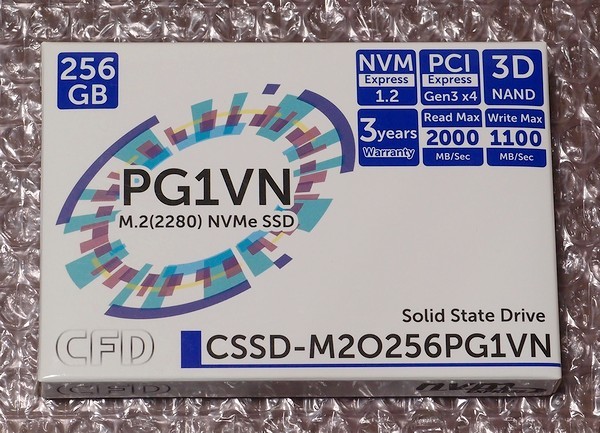 256
GB
NVM
Express
1.2
PCI
Express
Gen3 x4
3D
NAND
3years
Warranty
Read Max
2000
MB/Sec
Write Max
1100
MB/Sec
PG1VN
M.2(2280) NVMe SSD
Solid State Drive
CFD
CSSD-M2O256PG1VN
CFD